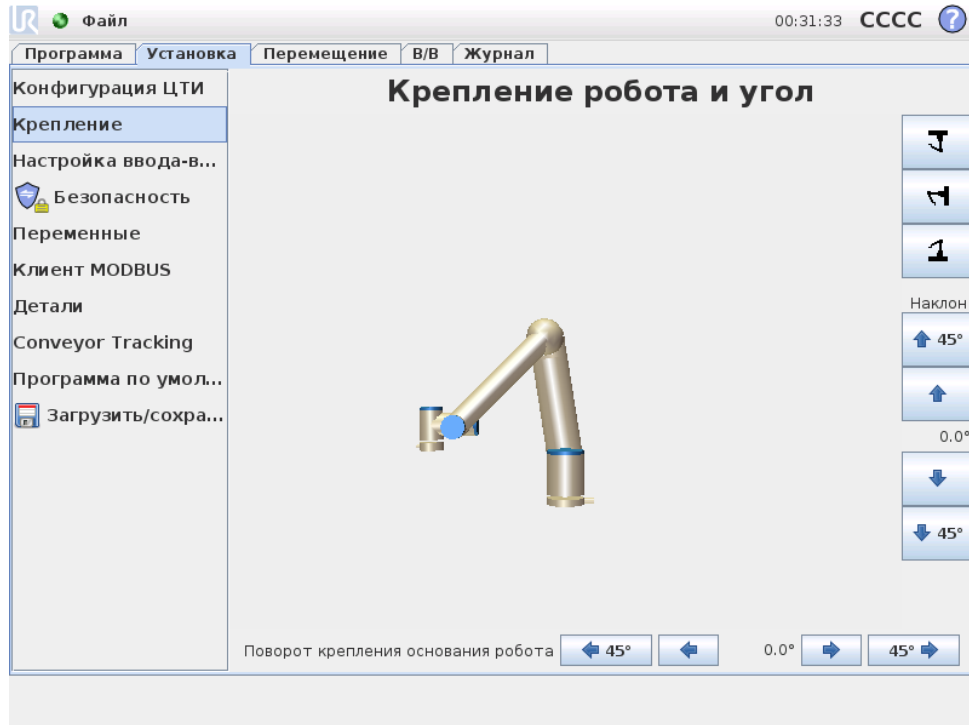 UR Файл 00:31:33 CCCC ?
Программа Установка Перемещение В/В Журнал
Конфигурация ЦТИ
Крепление
Настройка ввода-в...
Безопасность
Переменные
Клиент MODBUS
Детали
Conveyor Tracking
Программа по умол...
Загрузить/сохра...
Крепление робота и угол
Наклон
45°
0.0°
45°
Поворот крепления основания робота 45° 0.0° 45°